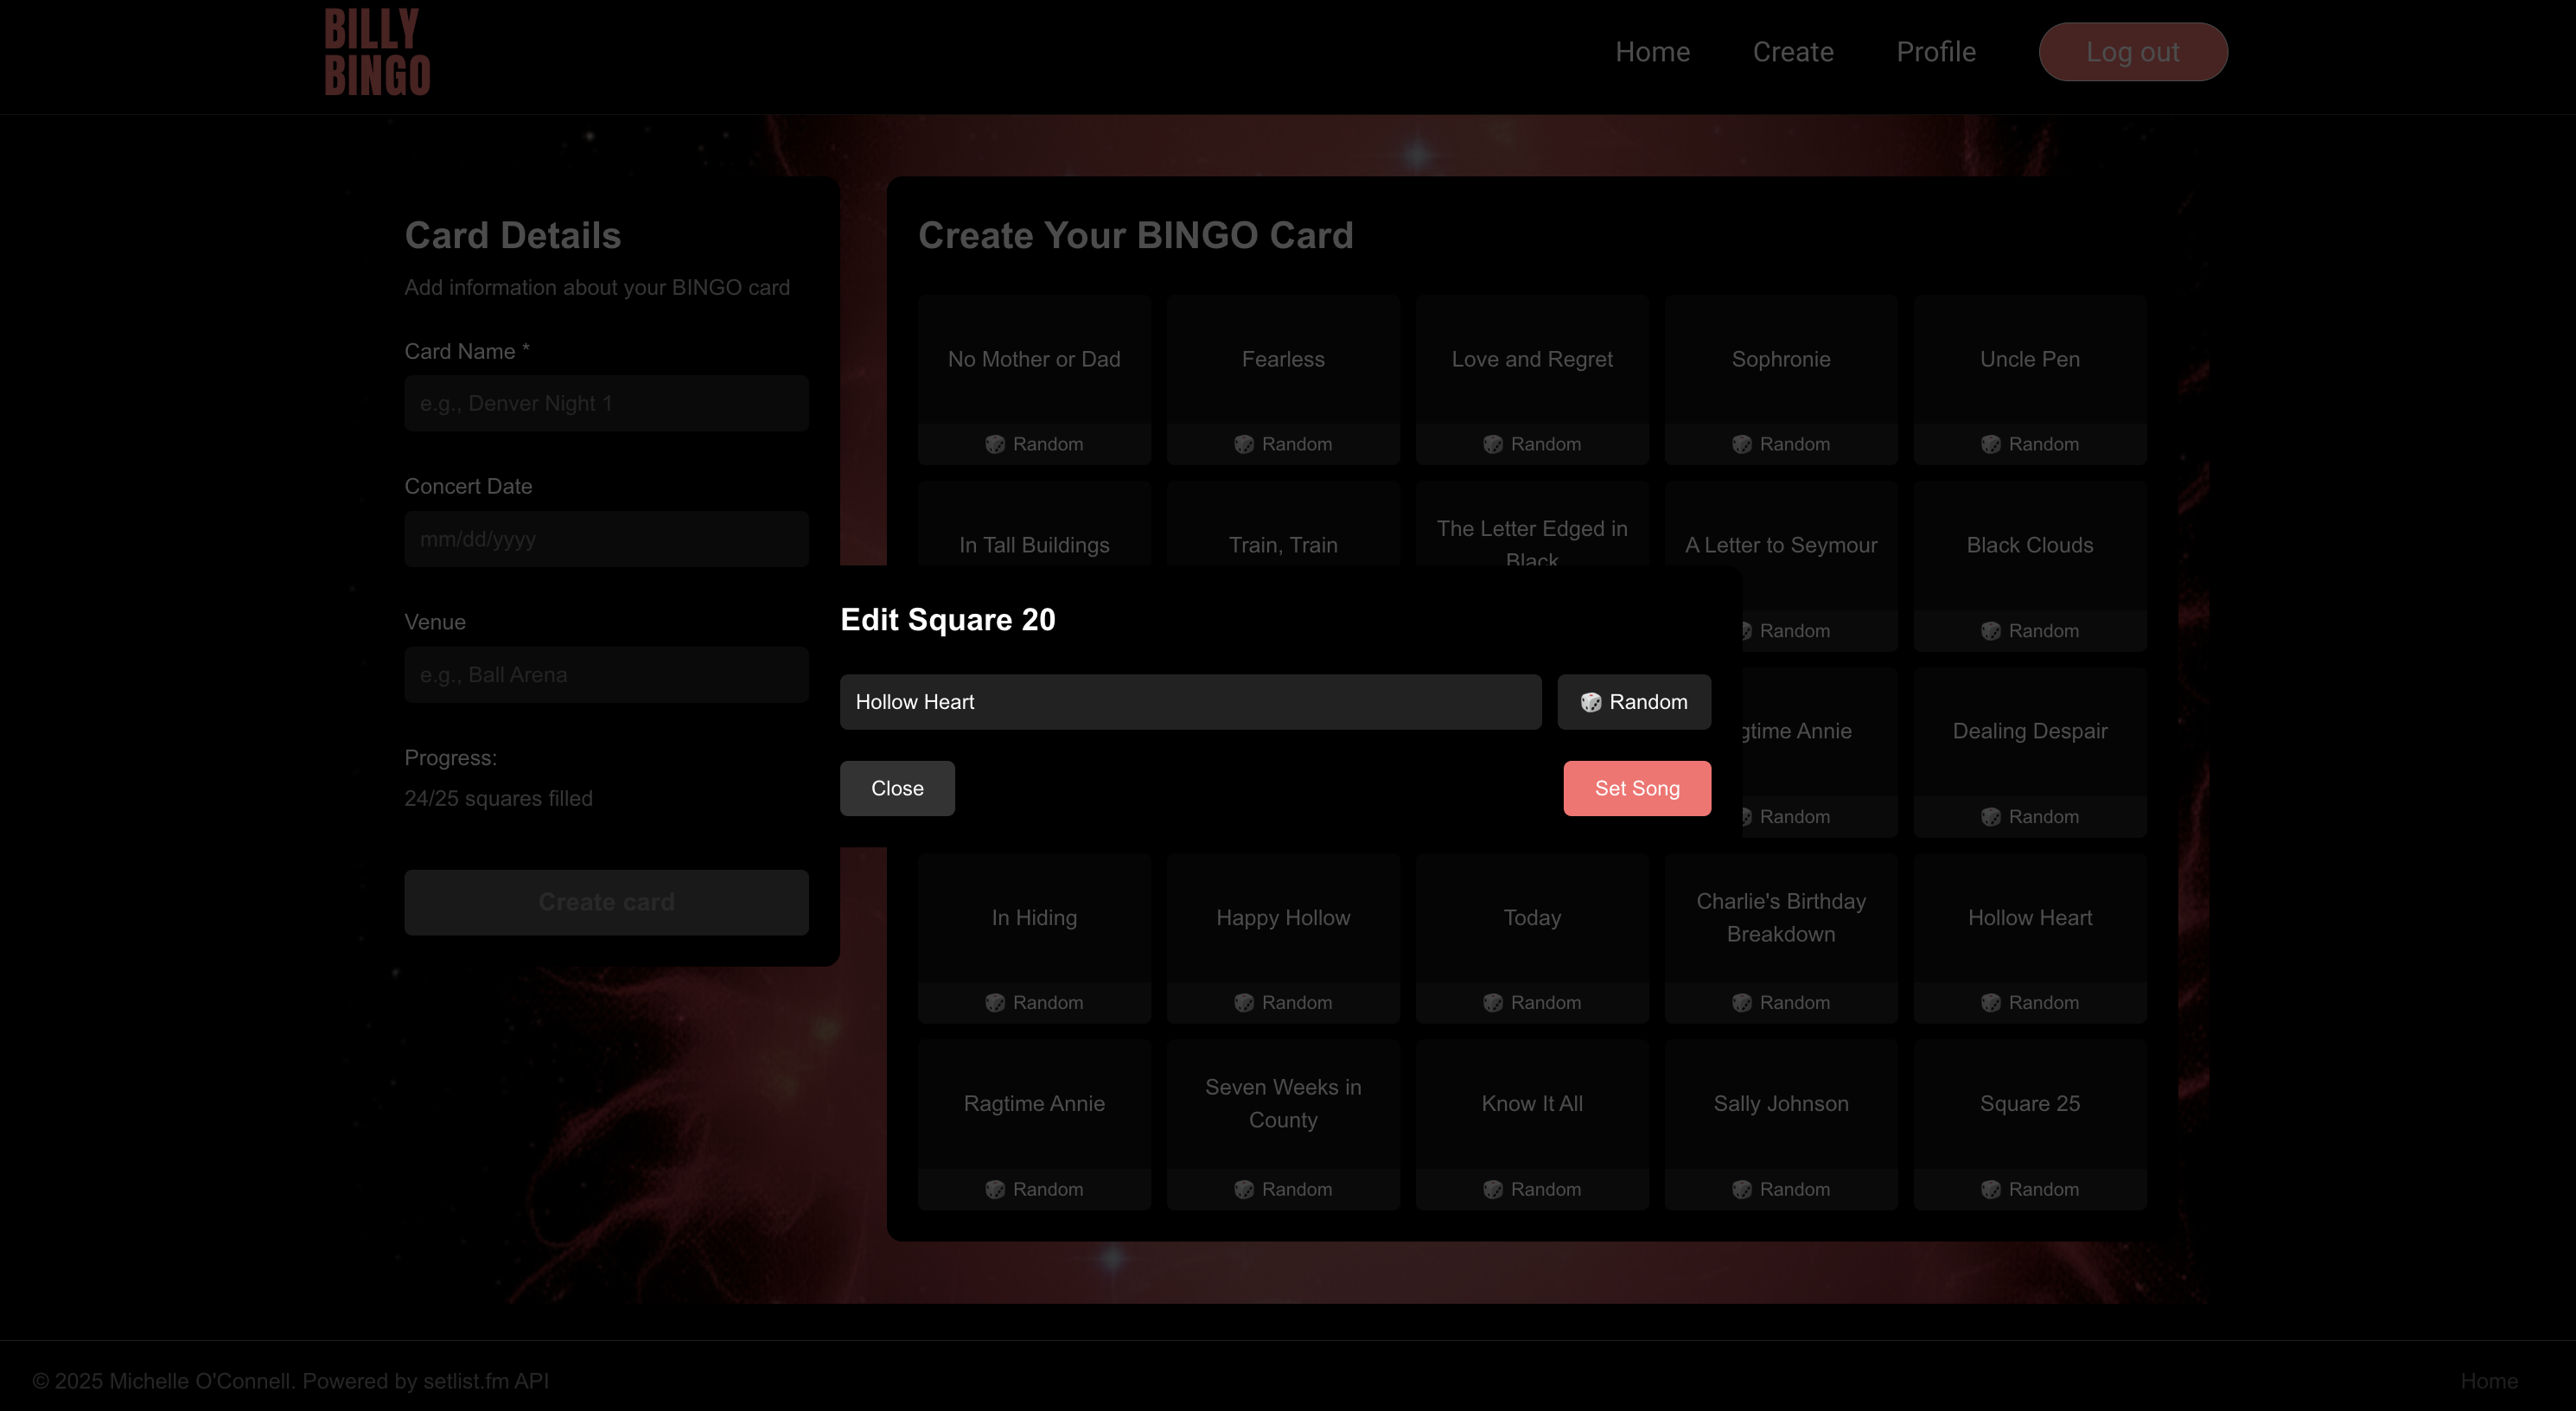 BILLY
BINGO
Home
Create
Profile
Log out
Card Details
Add information about your BINGO card
Card Name *
e.g., Denver Night 1
Concert Date
mm/dd/yyyy
Venue
e.g., Ball Arena
Progress:
24/25 squares filled
Create card
Create Your BINGO Card
No Mother or Dad
Random
Fearless
Random
Love and Regret
Random
Sophronie
Random
Uncle Pen
Random
In Tall Buildings
Train, Train
The Letter Edged in
Black
A Letter to Seymour
Random
Black Clouds
Random
Edit Square 20
Hollow Heart
Random
Close
Set Song
gtime Annie
Random
Dealing Despair
Random
In Hiding
Random
Happy Hollow
Random
Today
Random
Charlie's Birthday
Breakdown
Random
Hollow Heart
Random
Ragtime Annie
Random
Seven Weeks in
County
Random
Know It All
Random
Sally Johnson
Random
Square 25
Random
© 2025 Michelle O'Connell. Powered by setlist.fm API
Home